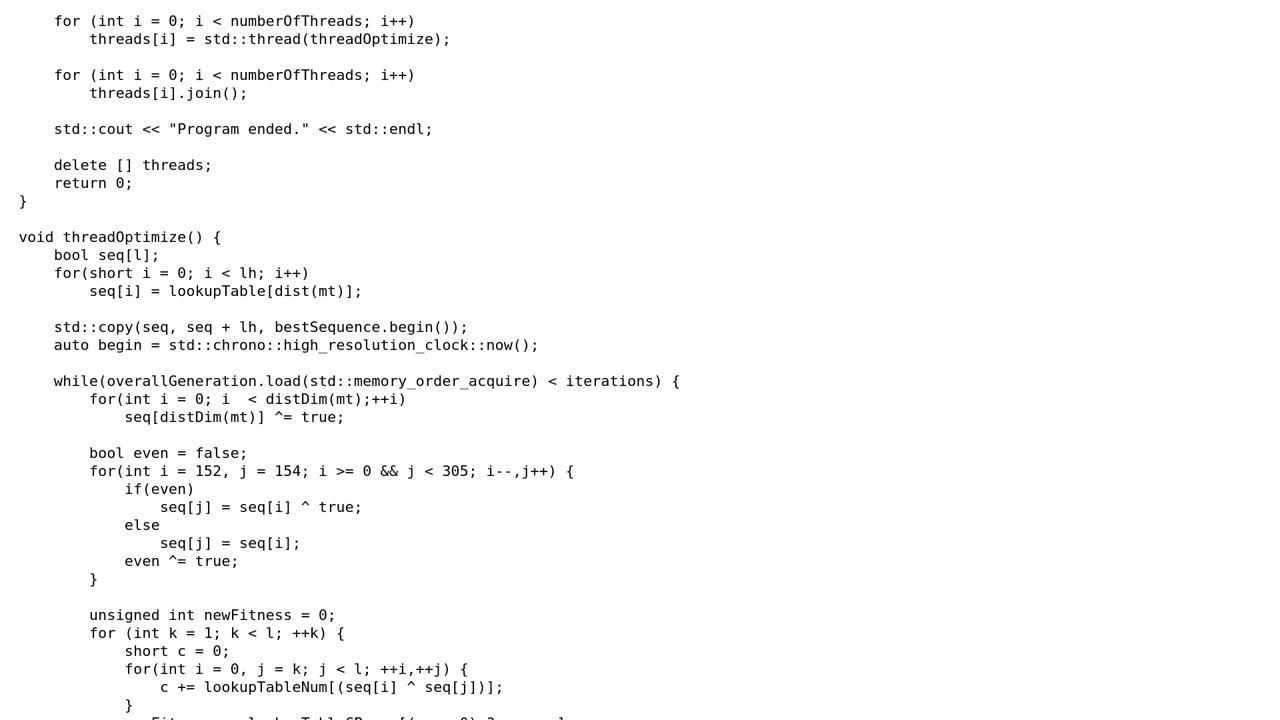 for (int i = 0; i < numberOfThreads; i++)
threads[i] = std::thread(threadOptimize);
for (int i = 0; i < numberOfThreads; i++)
threads[i].join();
std::cout << "Program ended." << std::endl;
delete [] threads;
return 0;
}
void threadOptimize() {
bool seq[l];
for(short i = 0; i < lh; i++)
seq[i] = lookupTable[dist(mt)];
std::copy(seq, seq + lh, bestSequence.begin());
auto begin = std::chrono::high_resolution_clock::now();
while(overallGeneration.load(std::memory_order_acquire) < iterations) {
for(int i = 0; i  < distDim(mt);++i)
seq[distDim(mt)] ^= true;
bool even = false;
for(int i = 152, j = 154; i >= 0 && j < 305; i--,j++) {
if(even)
seq[j] = seq[i] ^ true;
else
seq[j] = seq[i];
even ^= true;
}
unsigned int newFitness = 0;
for (int k = 1; k < l; ++k) {
short c = 0;
for(int i = 0, j = k; j < l; ++i,++j) {
c += lookupTableNum[(seq[i] ^ seq[j])];
}